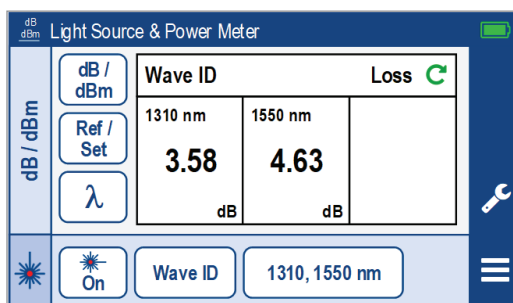 dB
dBm
Light Source & Power Meter
dB / dBm
dB /
dBm
Ref /
Set
λ
Wave ID
Loss
1310 nm
1550 nm
3.58
4.63
dB
dB
On
Wave ID
1310, 1550 nm